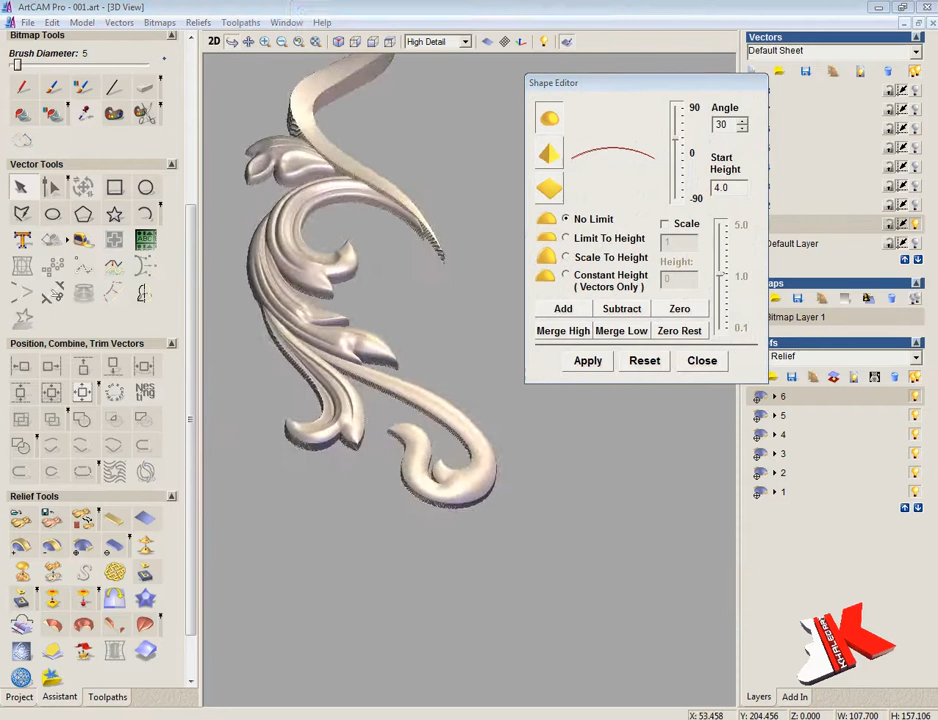 ArtCAM Pro - 001.art - [3D View]
File Edit Model Vectors Bitmaps Reliefs Toolpaths Window Help
Bitmap Tools
2D
High Detail
Vectors
Default Sheet
Brush Diameter: 5
Shape Editor
90
Angle
30
0
Start
Height
-90
4.0
No Limit
Scale
5.0
Limit To Height
1
Scale To Height
Height:
Constant Height
( Vectors Only )
0
1.0
Add Subtract Zero
0.1
Merge High Merge Low Zero Rest
Apply Reset Close
Vector Tools
ABC
Default Layer
Bitmap Layer 1
Relief
6
5
4
3
2
1
Position, Combine, Trim Vectors
Relief Tools
Project Assistant Toolpaths
Layers Add In
KHALEDRR
X: 53.458 Y: 204.456 Z: 0.000 W: 107.700 H: 157.106